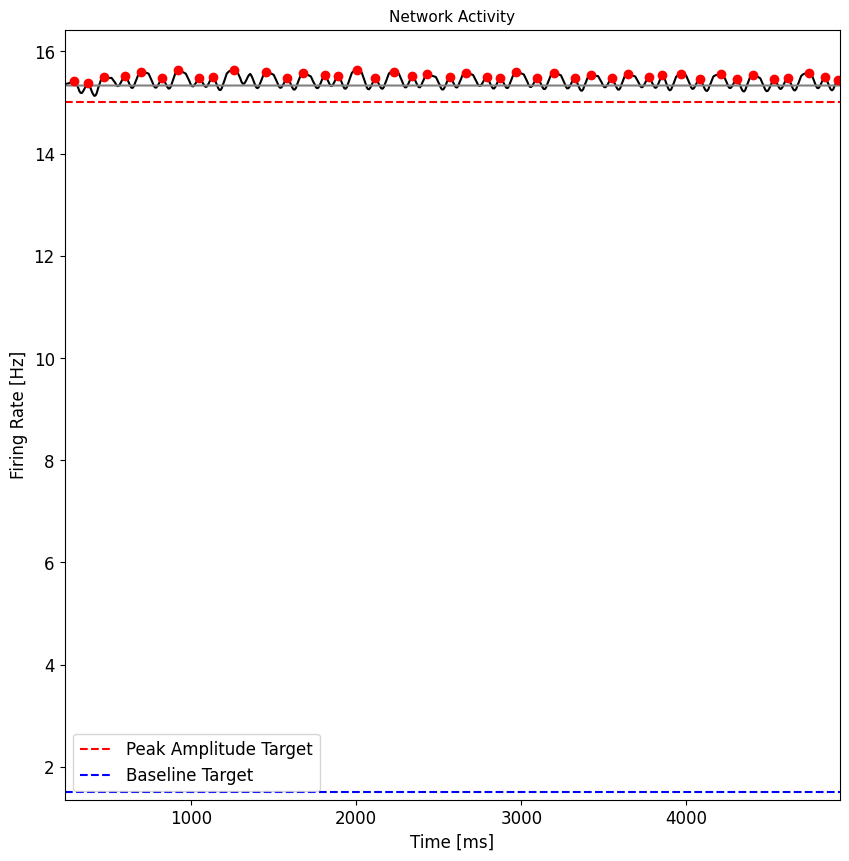 Network Activity
16
14
12
10
8
6
4
2
Firing Rate [Hz]
Peak Amplitude Target
Baseline Target
1000
2000
3000
4000
Time [ms]